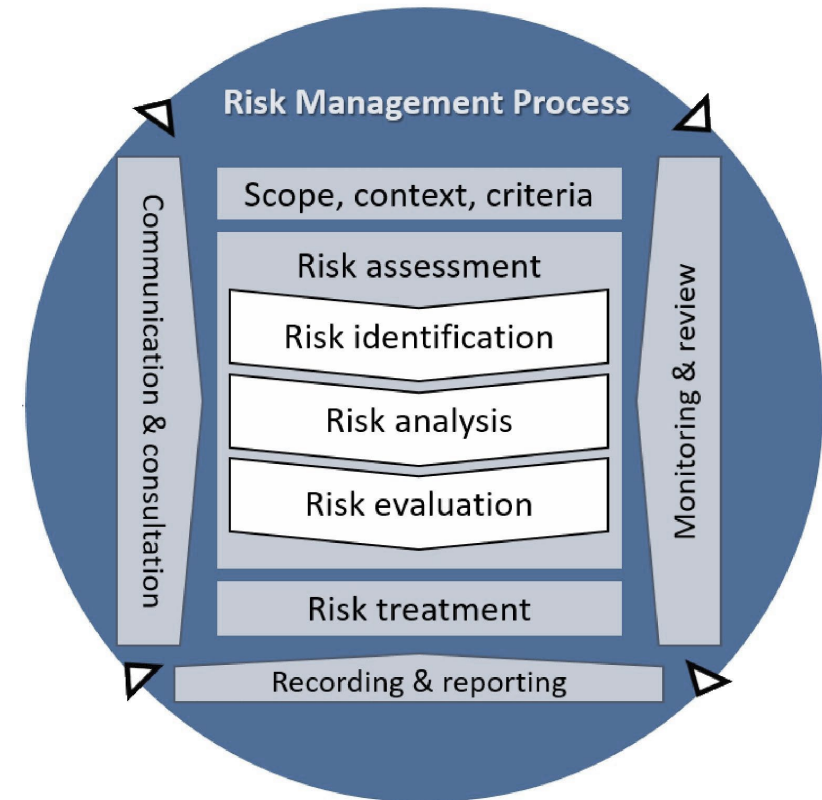 Risk Management Process
Scope, context, criteria
Communication & consultation
Risk assessment
Risk identification
Risk analysis
Risk evaluation
Monitoring & review
Risk treatment
Recording & reporting